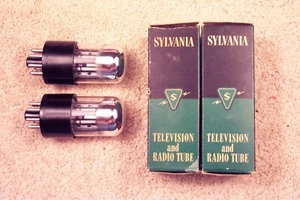 SYLVANIA
S
TELEVISION
and
RADIO TUBE
SYLVANIA
S
TELEVISION
and
RADIO TUBE